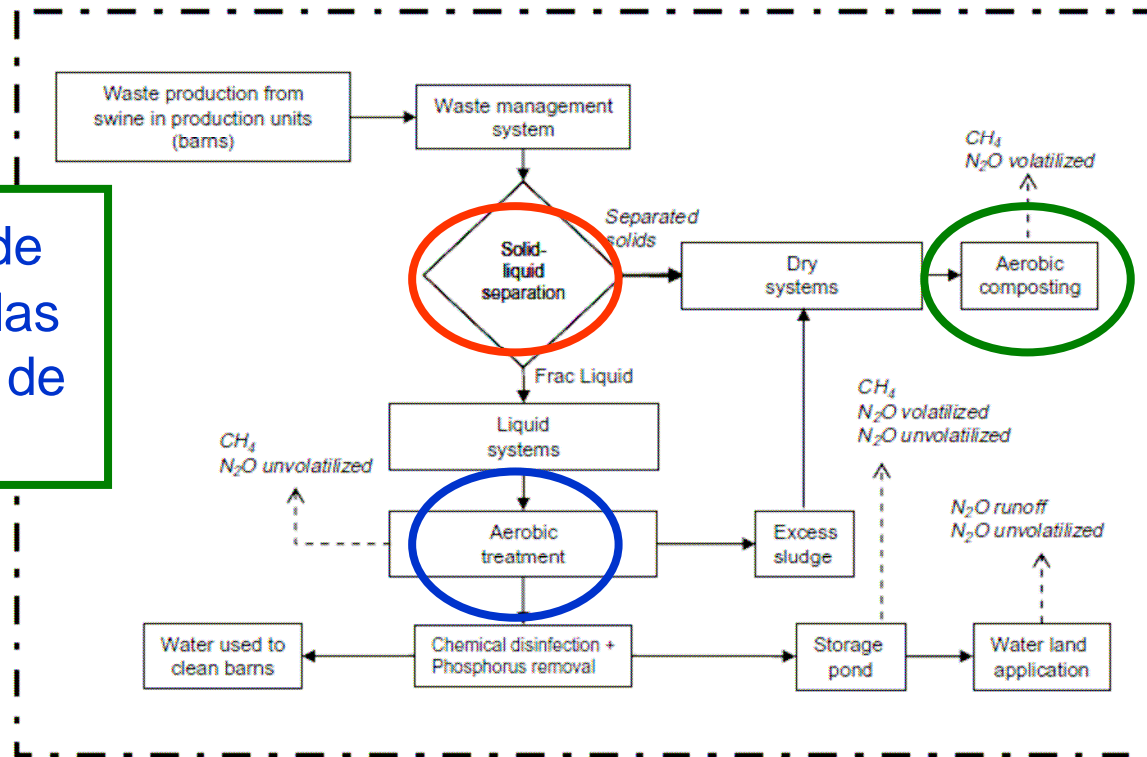 Waste production from
swine in production units
(barns)
Waste management
system
CH4
N2O volatilized
de
las
de
Separated
solids
Solid-
liquid
separation
Dry
systems
Aerobic
composting
Frac Liquid
Liquid
systems
CH4
N2O volatilized
N2O unvolatilized
CH4
N2O unvolatilized
Aerobic
treatment
Excess
sludge
N2O runoff
N2O unvolatilized
Water used to
clean barns
Chemical disinfection +
Phosphorus removal
Storage
pond
Water land
application